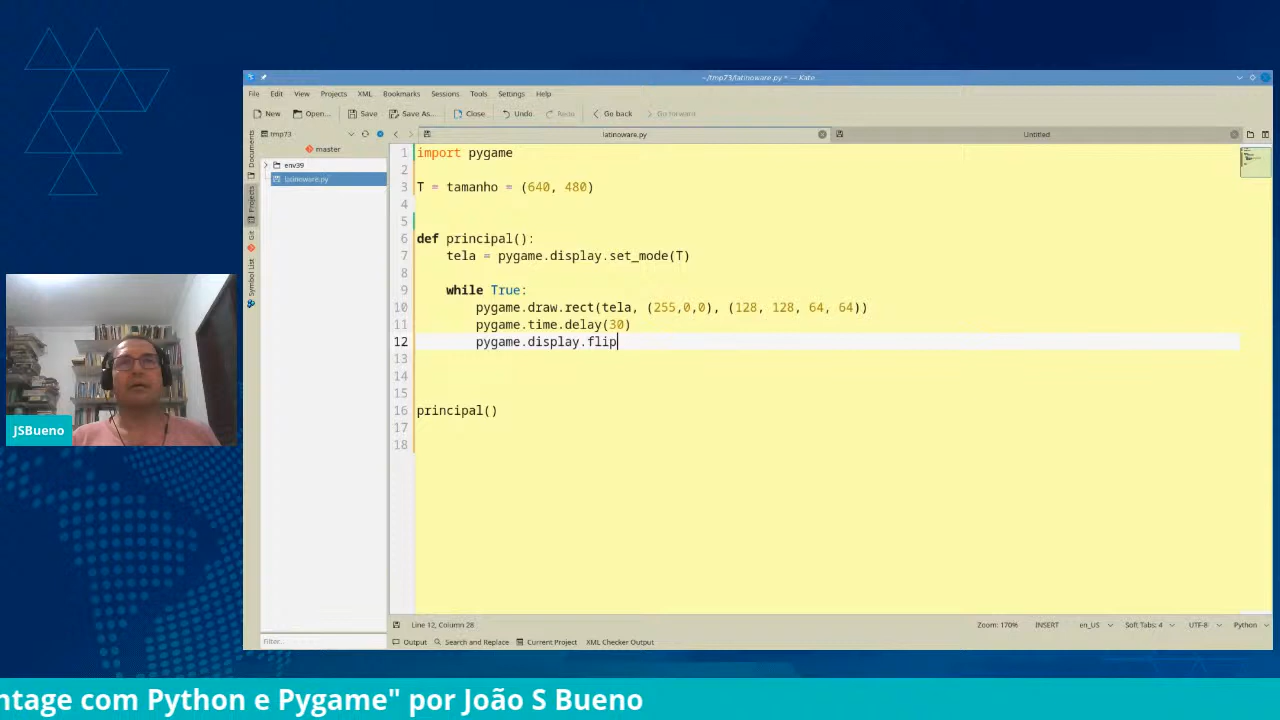 ~/tmp73/latinoware.py * — Kate
File Edit View Projects XML Bookmarks Sessions Tools Settings Help
New Open... Save Save As... Close Undo Redo Go back Go forward
tmp73 latinoware.py Untitled
master
env39
latinoware.py
Documents
Projects
Git
Symbol List
1 import pygame
2
3 T = tamanho = (640, 480)
4
5
6 def principal():
7 tela = pygame.display.set_mode(T)
8
9 while True:
10 pygame.draw.rect(tela, (255,0,0), (128, 128, 64, 64))
11 pygame.time.delay(30)
12 pygame.display.flip
13
14
15
16 principal()
17
18
JSBueno
Filter...
Line 12, Column 28 Zoom: 170% INSERT en_US Soft Tabs: 4 UTF-8 Python
Output Search and Replace Current Project XML Checker Output
ntage com Python e Pygame" por João S Bueno